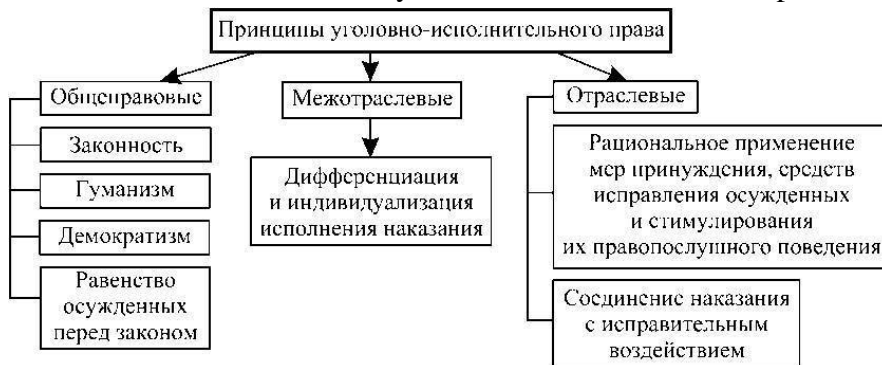 Принципы уголовно-исполнительного права
Общеправовые
Законность
Гуманизм
Демократизм
Равенство
осужденных
перед законом
Межотраслевые
Дифференциация
и индивидуализация
исполнения наказания
Отраслевые
Рациональное применение
мер принуждения, средств
исправления осужденных
и стимулирования
их правопослушного поведения
Соединение наказания
с исправительным
воздействием